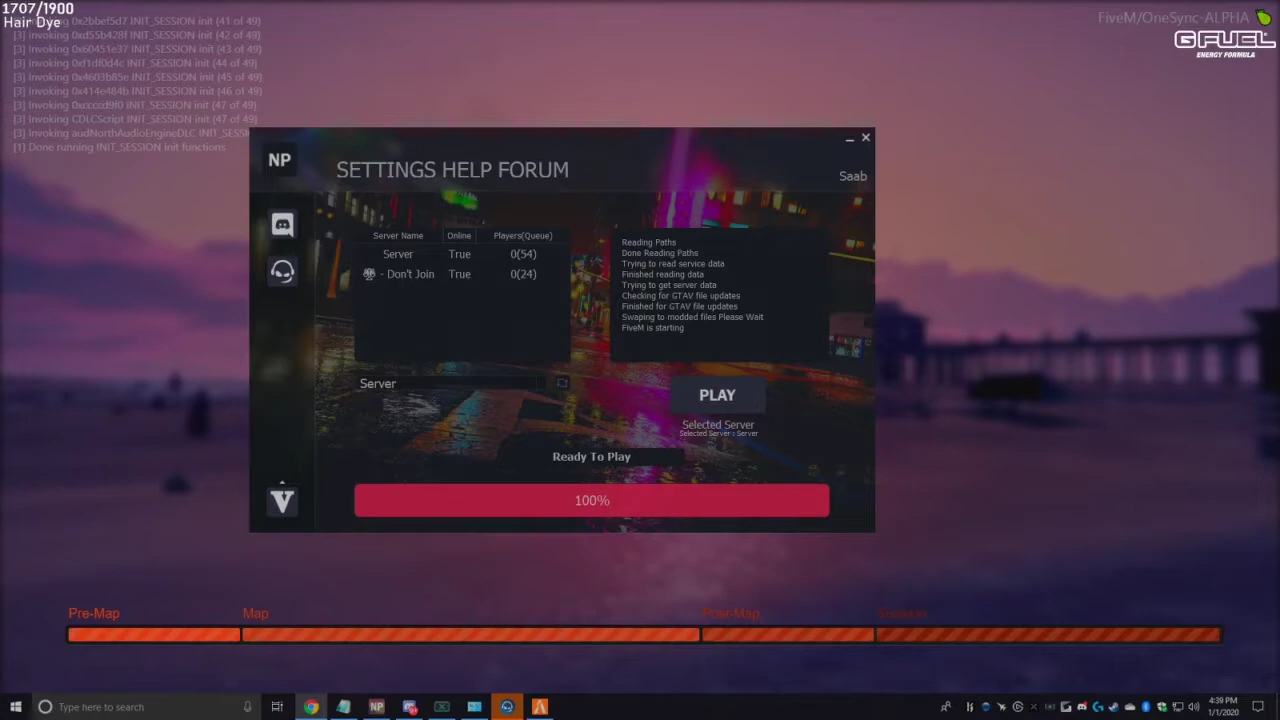 1707/1900
Hair Dye
0x2bbef5d7 INIT_SESSION init (41 of 49)
[3] Invoking 0xd55b428f INIT_SESSION init (42 of 49)
[3] Invoking 0x60451e37 INIT_SESSION init (43 of 49)
[3] Invoking 0xf1df0d4c INIT_SESSION init (44 of 49)
[3] Invoking 0x4603b85e INIT_SESSION init (45 of 49)
[3] Invoking 0x414e484b INIT_SESSION init (46 of 49)
[3] Invoking 0xccccd9f0 INIT_SESSION init (47 of 49)
[3] Invoking CDLCScript INIT_SESSION init (47 of 49)
[3] Invoking audNorthAudioEngineDLC INIT_SESSI
[1] Done running INIT_SESSION init functions
FiveM/OneSync-ALPHA
G FUEL
ENERGY FORMULA
NP
SETTINGS HELP FORUM
Saab
Server Name Online Players(Queue)
Server True 0(54)
- Don't Join True 0(24)
Reading Paths
Done Reading Paths
Trying to read service data
Finished reading data
Trying to get server data
Checking for GTAV file updates
Finished for GTAV file updates
Swaping to modded files Please Wait
FiveM is starting
Server
PLAY
Selected Server
Selected Server : Server
Ready To Play
V
100%
Pre-Map Map Post-Map Session
Type here to search
NP
4:39 PM
1/1/2020